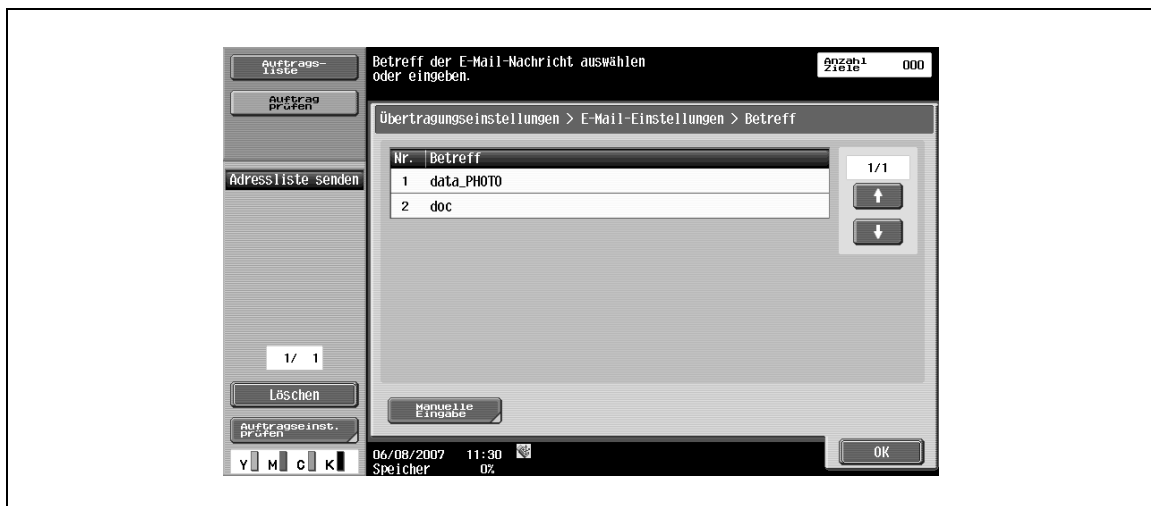 Auftrags-
liste
Auftrag
prüfen
Adressliste senden
1/ 1
Löschen
Auftragseinst.
prüfen
Y M C K
Betreff der E-Mail-Nachricht auswählen
oder eingeben.
Anzahl
Ziele 000
Übertragungseinstellungen > E-Mail-Einstellungen > Betreff
Nr. Betreff
1 data_PHOTO
2 doc
1/1
Manuelle
Eingabe
06/08/2007 11:30
Speicher 0%
OK